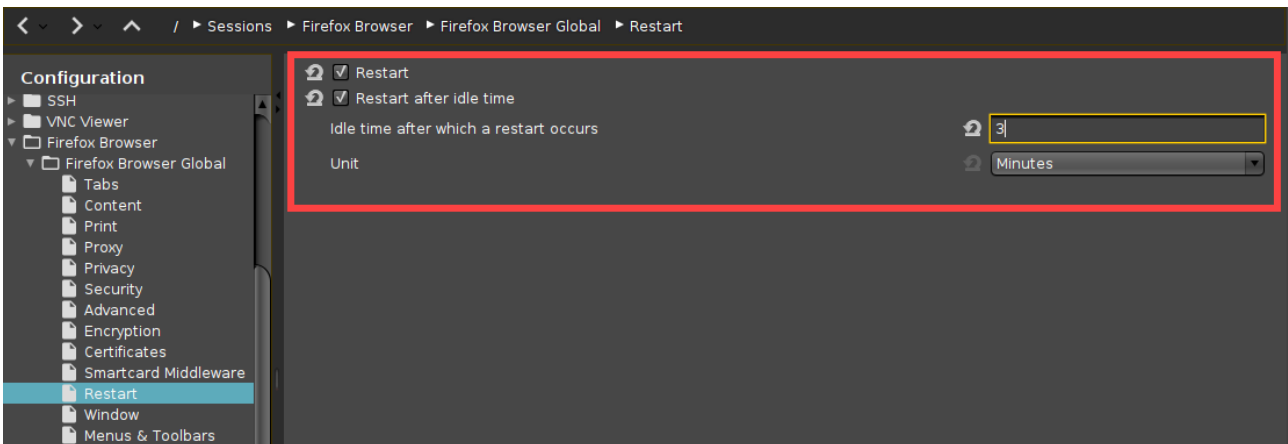 / Sessions Firefox Browser Firefox Browser Global Restart
Configuration
SSH
VNC Viewer
Firefox Browser
Firefox Browser Global
Tabs
Content
Print
Proxy
Privacy
Security
Advanced
Encryption
Certificates
Smartcard Middleware
Restart
Window
Menus & Toolbars
Restart
Restart after idle time
Idle time after which a restart occurs 3
Unit Minutes